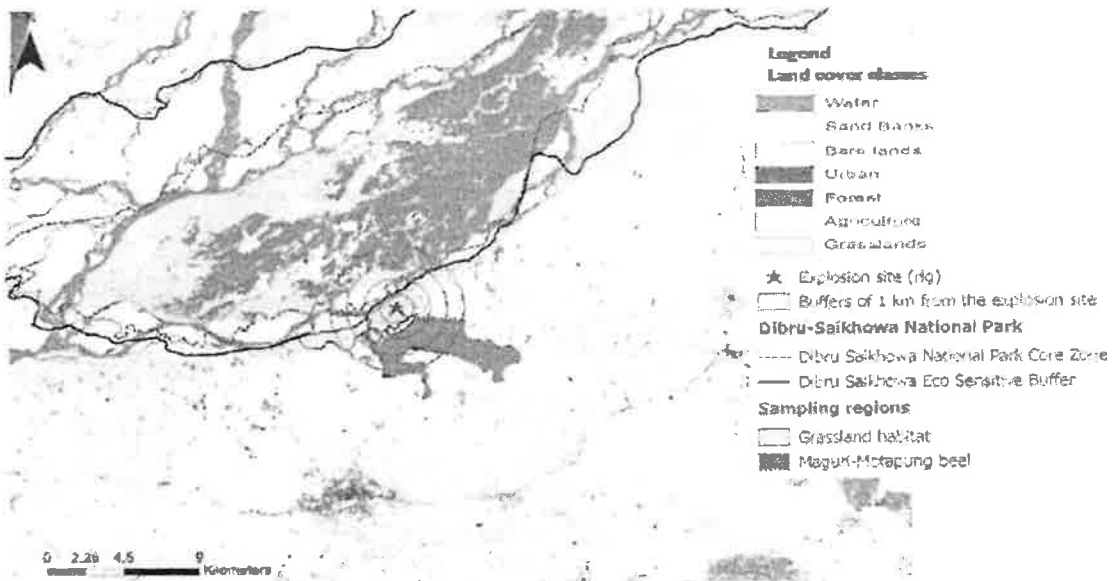 Legend
Land cover classes
Water
Sand Banks
Bare lands
Urban
Forest
Agriculture
Grasslands
Explosion site (rig)
Buffers of 1 km from the explosion site
Dibru-Saikhowa National Park
Dibru Saikhowa National Park Core Zone
Dibru Saikhowa Eco Sensitive Buffer
Sampling regions
Grassland habitat
Maguri-Motapung beel
0 2.25 4.5 9
Kilometers